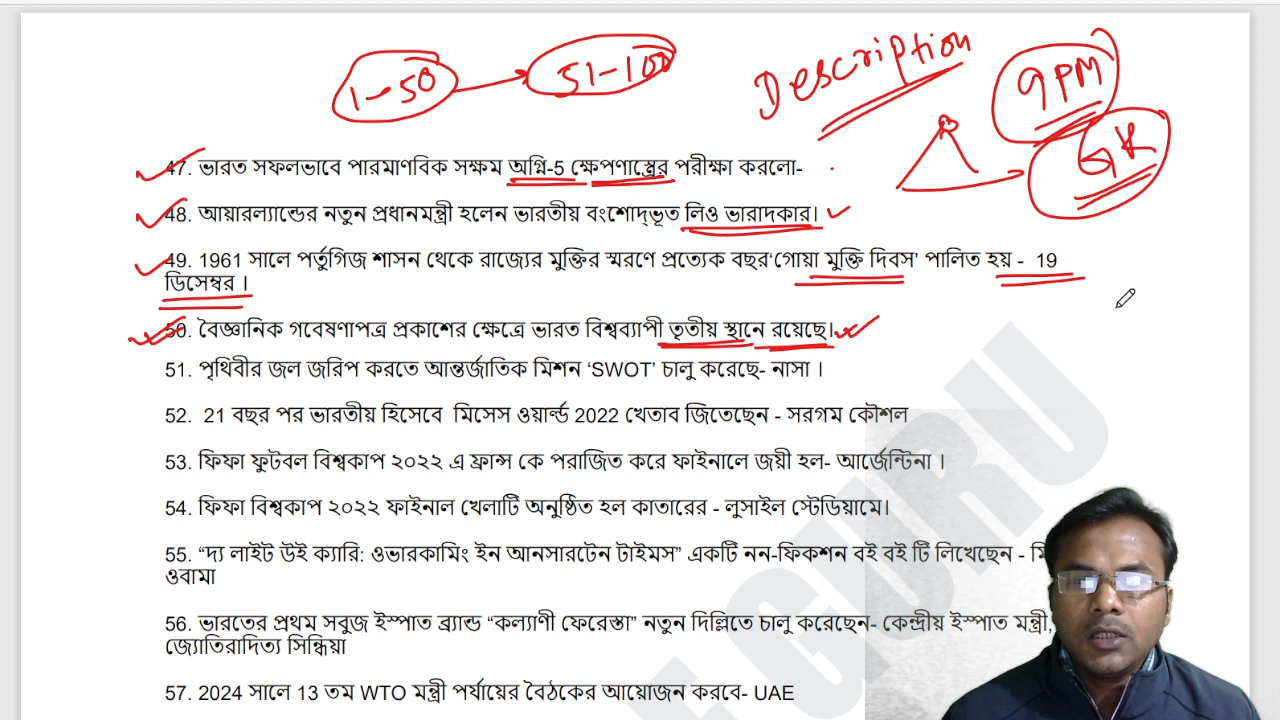 1-50 51-100 Description 9 PM
GK
47. ভারত সফলভাবে পারমাণবিক সক্ষম অগ্নি-5 ক্ষেপণাস্ত্রের পরীক্ষা করলো-
48. আয়ারল্যান্ডের নতুন প্রধানমন্ত্রী হলেন ভারতীয় বংশোদ্ভূত লিও ভারাদকার।
49. 1961 সালে পর্তুগিজ শাসন থেকে রাজ্যের মুক্তির স্মরণে প্রত্যেক বছর‘গোয়া মুক্তি দিবস’ পালিত হয় - 19
ডিসেম্বর ।
50. বৈজ্ঞানিক গবেষণাপত্র প্রকাশের ক্ষেত্রে ভারত বিশ্বব্যাপী তৃতীয় স্থানে রয়েছে।
51. পৃথিবীর জল জরিপ করতে আন্তর্জাতিক মিশন ‘SWOT’ চালু করেছে- নাসা ।
52. 21 বছর পর ভারতীয় হিসেবে মিসেস ওয়ার্ল্ড 2022 খেতাব জিতেছেন - সরগম কৌশল
53. ফিফা ফুটবল বিশ্বকাপ ২০২২ এ ফ্রান্স কে পরাজিত করে ফাইনালে জয়ী হল- আর্জেন্টিনা ।
54. ফিফা বিশ্বকাপ ২০২২ ফাইনাল খেলাটি অনুষ্ঠিত হল কাতারের - লুসাইল স্টেডিয়ামে।
55. “দ্য লাইট উই ক্যারি: ওভারকামিং ইন আনসারটেন টাইমস” একটি নন-ফিকশন বই বই টি লিখেছেন -
ওবামা
56. ভারতের প্রথম সবুজ ইস্পাত ব্র্যান্ড “কল্যাণী ফেরেস্তা” নতুন দিল্লিতে চালু করেছেন- কেন্দ্রীয় ইস্পাত মন্ত্রী,
জ্যোতিরাদিত্য সিন্ধিয়া
57. 2024 সালে 13 তম WTO মন্ত্রী পর্যায়ের বৈঠকের আয়োজন করবে- UAE
GURU